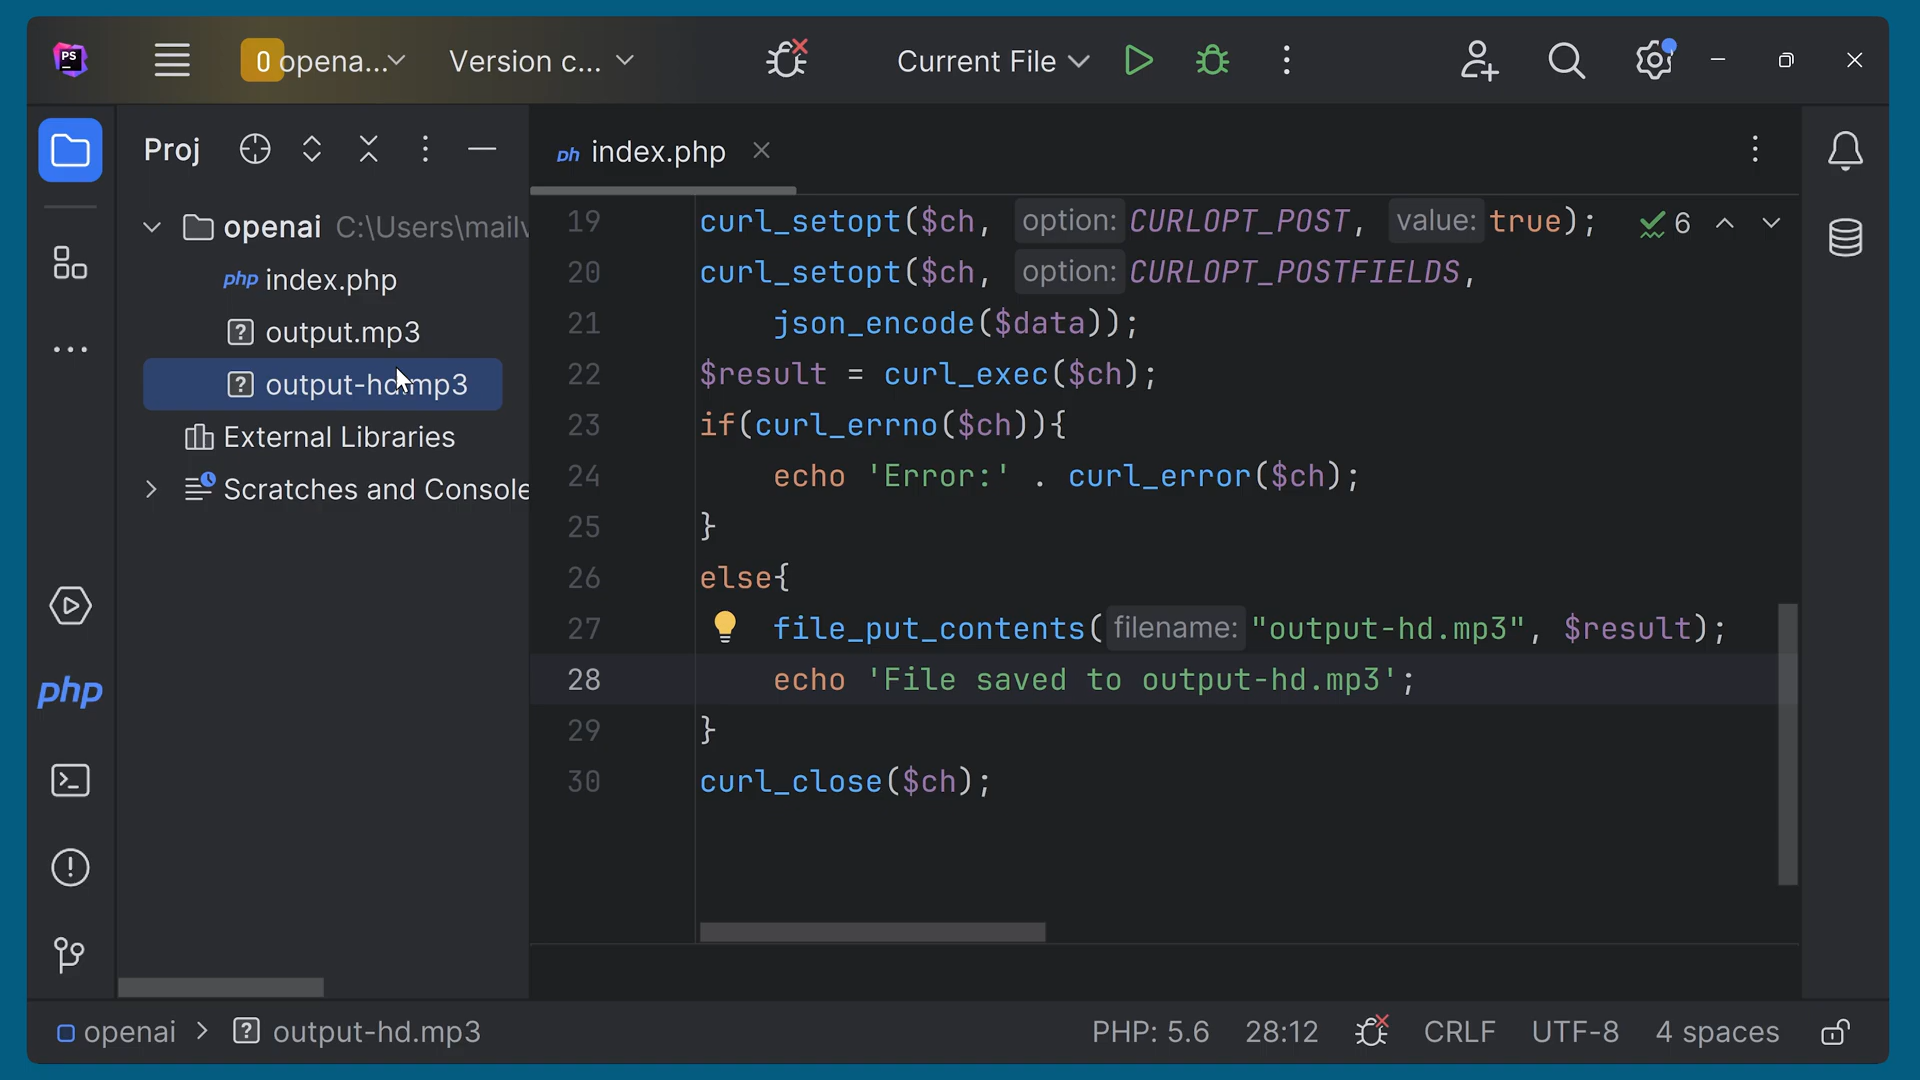 PS
0 opena...
Version c...
Current File
Proj
ph index.php
openai C:\Users\mailv
php index.php
? output.mp3
? output-hd.mp3
External Libraries
Scratches and Console
php
6
19 curl_setopt($ch, option: CURLOPT_POST, value: true);
20 curl_setopt($ch, option: CURLOPT_POSTFIELDS,
21 json_encode($data));
22 $result = curl_exec($ch);
23 if(curl_errno($ch)){
24 echo 'Error:' . curl_error($ch);
25 }
26 else{
27 file_put_contents( filename: "output-hd.mp3", $result);
28 echo 'File saved to output-hd.mp3';
29 }
30 curl_close($ch);
openai > ? output-hd.mp3
PHP: 5.6 28:12 CRLF UTF-8 4 spaces